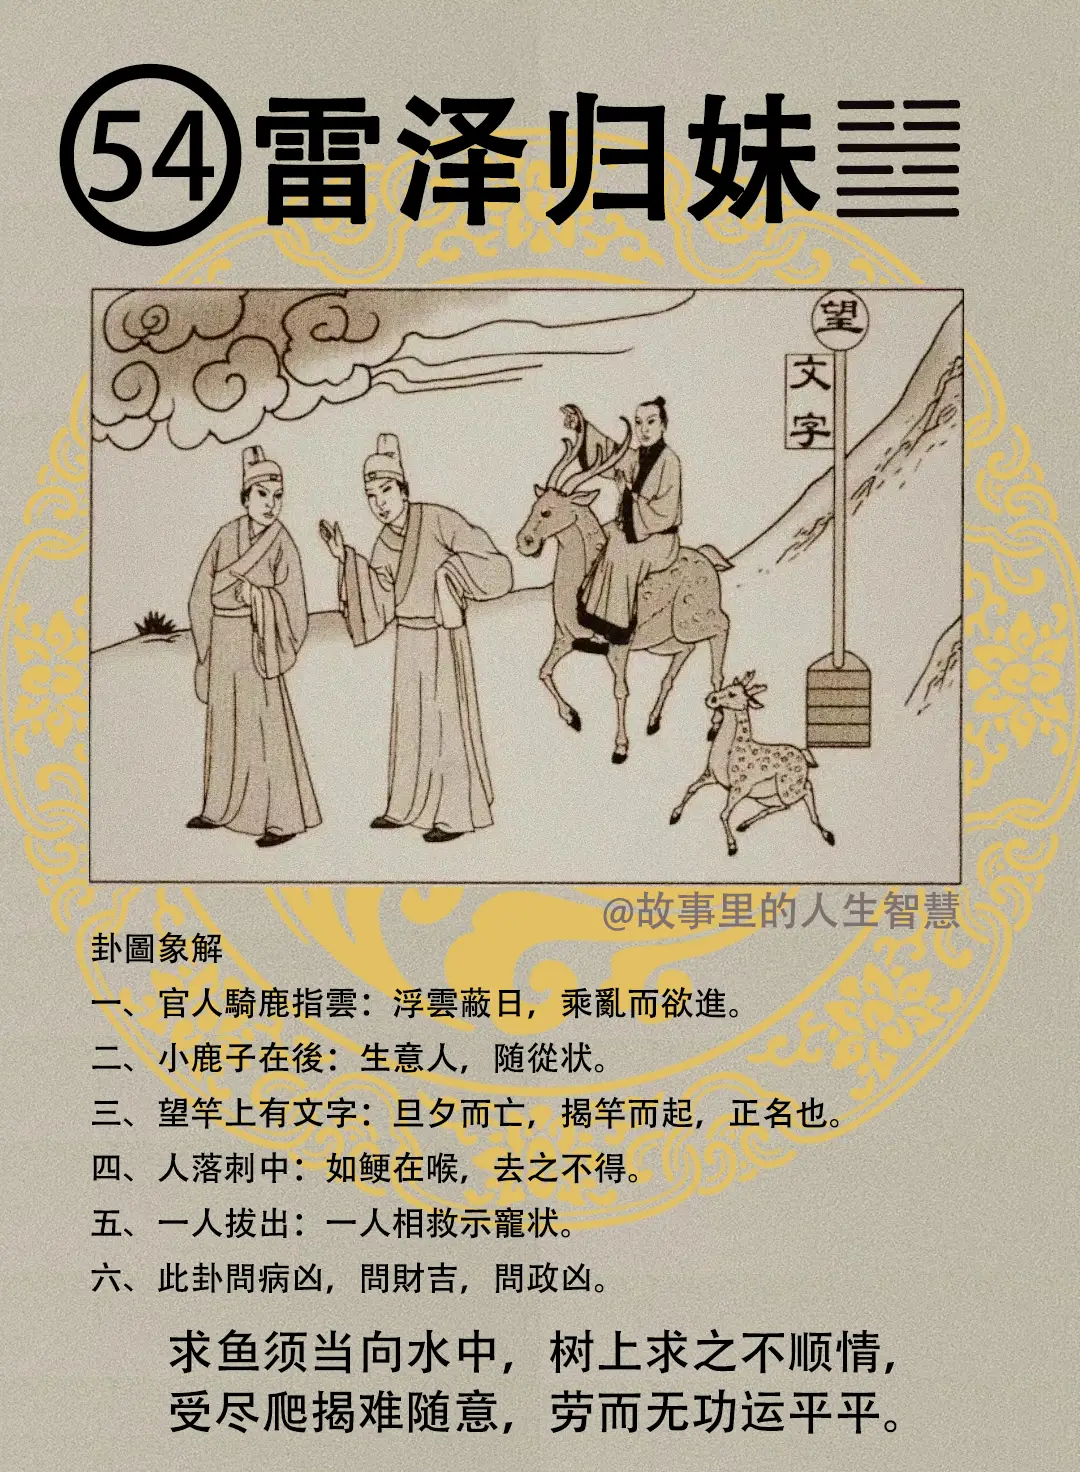 54 雷泽归妹
望
文
字
@故事里的人生智慧
卦圖象解
一、官人騎鹿指雲：浮雲蔽日，乘亂而欲進。
二、小鹿子在後：生意人，随從状。
三、望竿上有文字：旦夕而亡，揭竿而起，正名也。
四、人落刺中：如鲠在喉，去之不得。
五、一人拔出：一人相救示寵状。
六、此卦問病凶，問財吉，問政凶。
求鱼须当向水中，树上求之不顺情，
受尽爬揭难随意，劳而无功运平平。